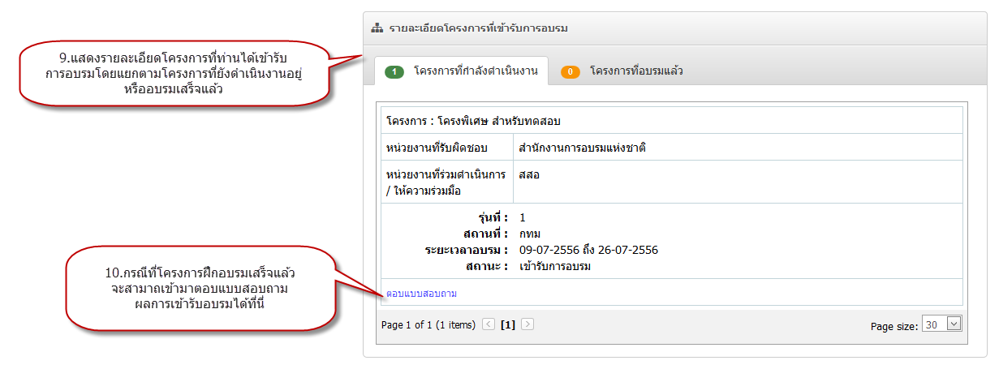 รายละเอียดโครงการที่เข้ารับการอบรม
9.แสดงรายละเอียดโครงการที่ท่านได้เข้ารับ
การอบรมโดยแยกตามโครงการที่ยังดำเนินงานอยู่
หรืออบรมเสร็จแล้ว
1 โครงการที่กำลังดำเนินงาน 0 โครงการที่อบรมแล้ว
โครงการ : โครงพิเศษ สำหรับทดสอบ
หน่วยงานที่รับผิดชอบ สำนักงานการอบรมแห่งชาติ
หน่วยงานที่ร่วมดำเนินการ สสอ
/ ให้ความร่วมมือ
รุ่นที่ : 1
สถานที่ : กทม
ระยะเวลาอบรม : 09-07-2556 ถึง 26-07-2556
สถานะ : เข้ารับการอบรม
10.กรณีที่โครงการฝึกอบรมเสร็จแล้ว
จะสามาถเข้ามาตอบแบบสอบถาม
ผลการเข้ารับอบรมได้ที่นี่
ตอบแบบสอบถาม
Page 1 of 1 (1 items) [1] Page size: 30